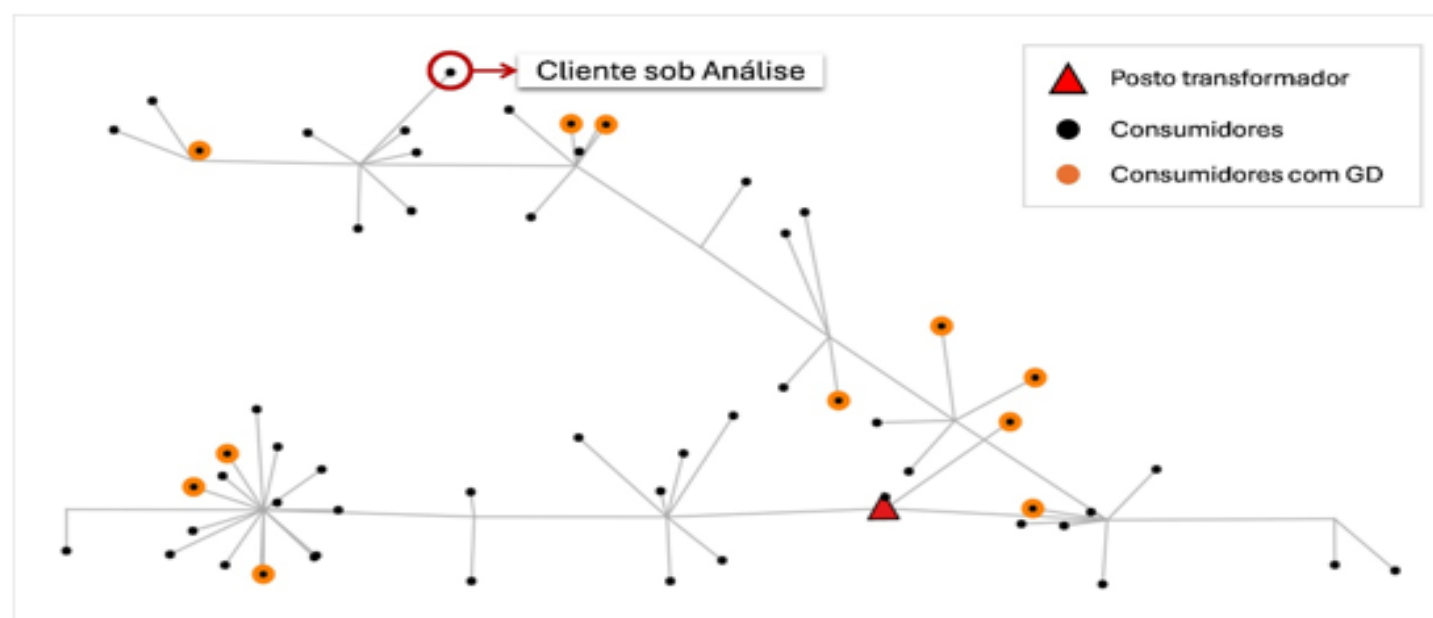 Cliente sob Análise
Posto transformador
Consumidores
Consumidores com GD